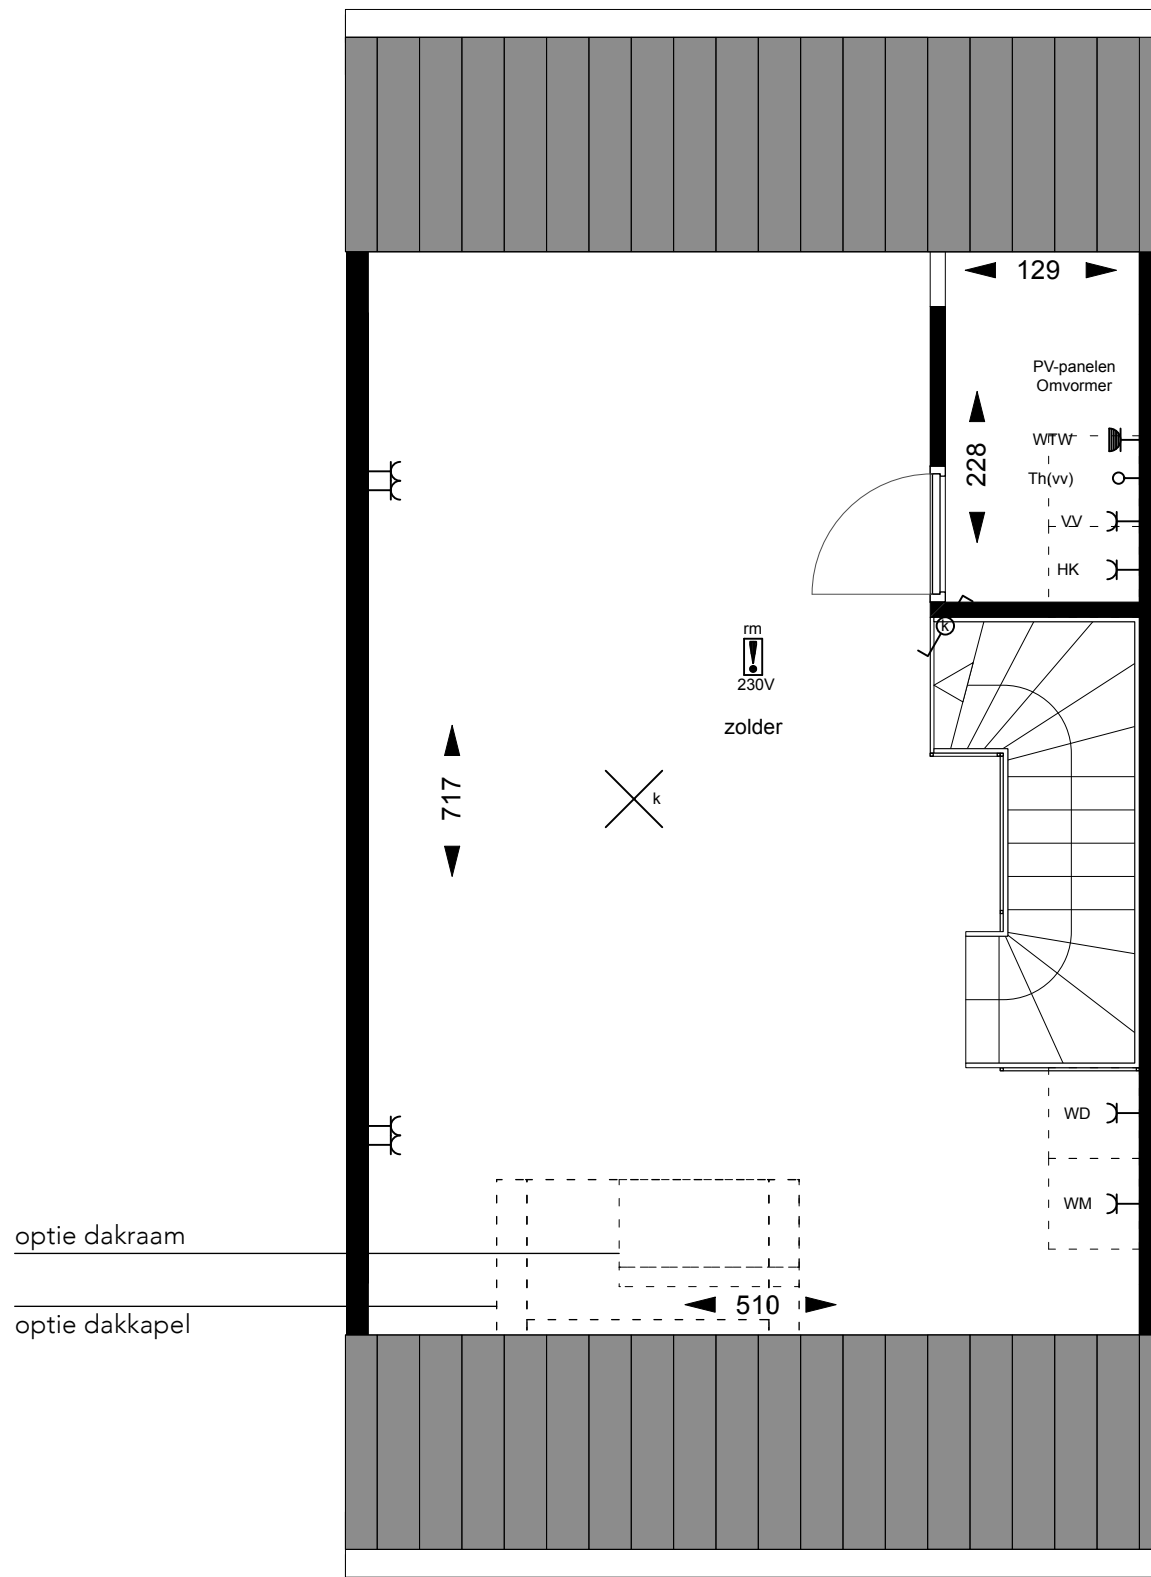 129
PV-panelen
Omvormer
WTW
228
Th(vv)
VV
HK
k
rm
230V
zolder
717
k
WD
WM
optie dakraam
510
optie dakkapel